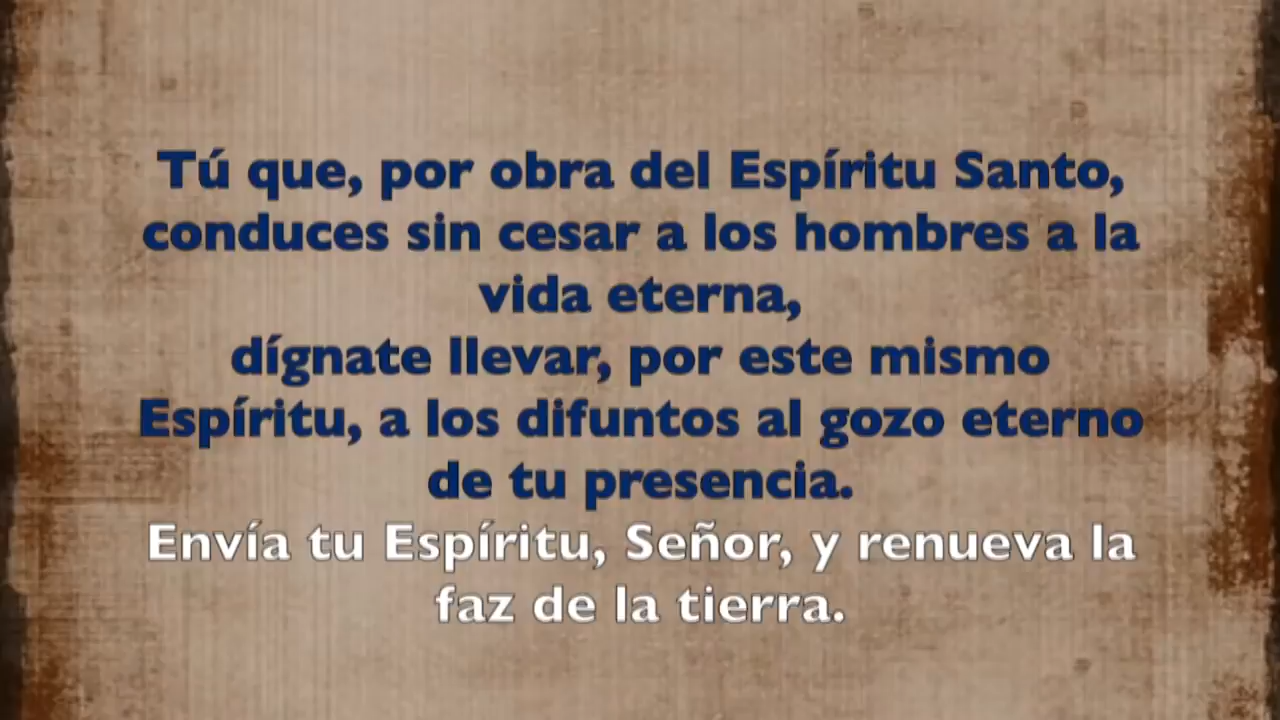 Tú que, por obra del Espíritu Santo,
conduces sin cesar a los hombres a la
vida eterna,
dígnate llevar, por este mismo
Espíritu, a los difuntos al gozo eterno
de tu presencia.
Envía tu Espíritu, Señor, y renueva la
faz de la tierra.